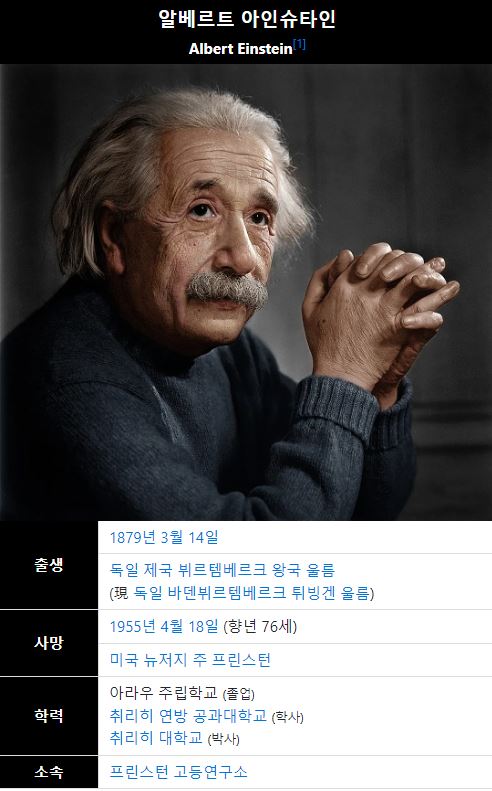 알베르트 아인슈타인
Albert Einstein[1]
출생
1879년 3월 14일
독일 제국 뷔르템베르크 왕국 울름
(現 독일 바덴뷔르템베르크 튀빙겐 울름)
사망
1955년 4월 18일 (향년 76세)
미국 뉴저지 주 프린스턴
학력
아라우 주립학교 (졸업)
취리히 연방 공과대학교 (학사)
취리히 대학교 (박사)
소속
프린스턴 고등연구소